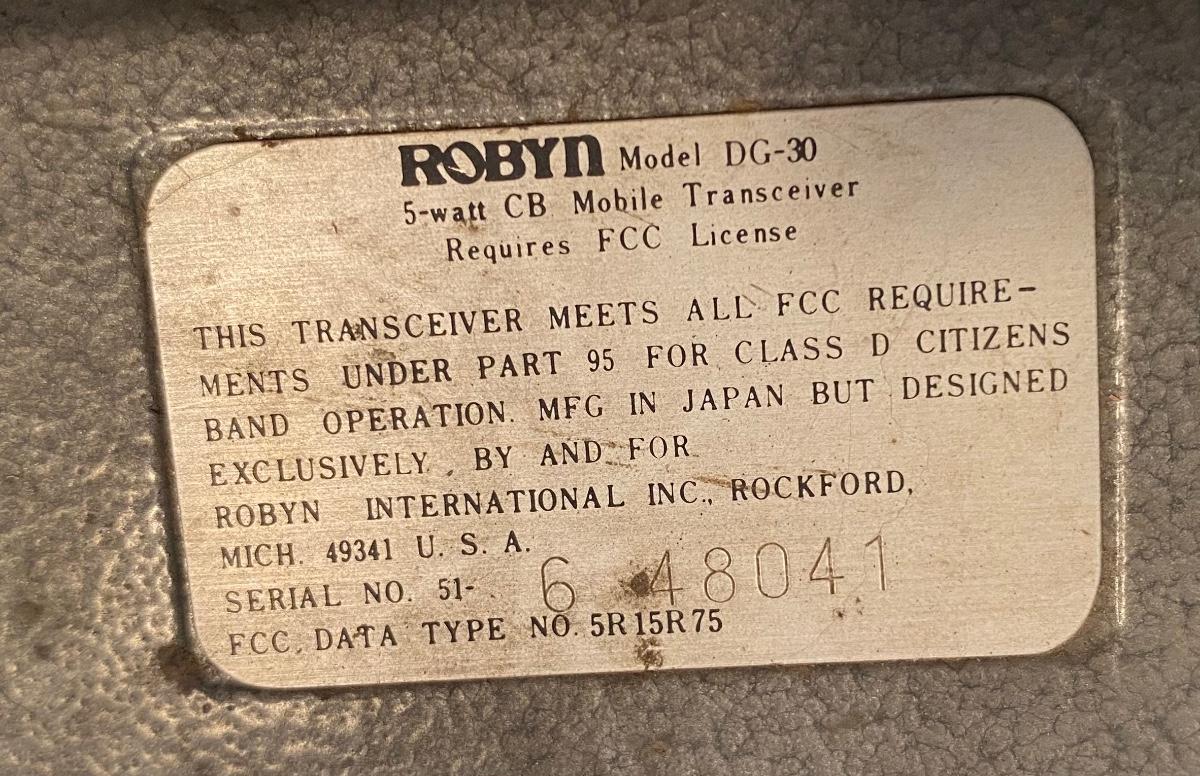 ROBYN Model DG-30
5-watt CB Mobile Transceiver
Requires FCC License
THIS TRANSCEIVER MEETS ALL FCC REQUIRE-
MENTS UNDER PART 95 FOR CLASS D CITIZENS
BAND OPERATION. MFG IN JAPAN BUT DESIGNED
EXCLUSIVELY, BY AND FOR
ROBYN INTERNATIONAL INC., ROCKFORD,
MICH. 49341 U. S. A.
SERIAL NO. 51- 6 48041
FCC. DATA TYPE NO. 5R15R75